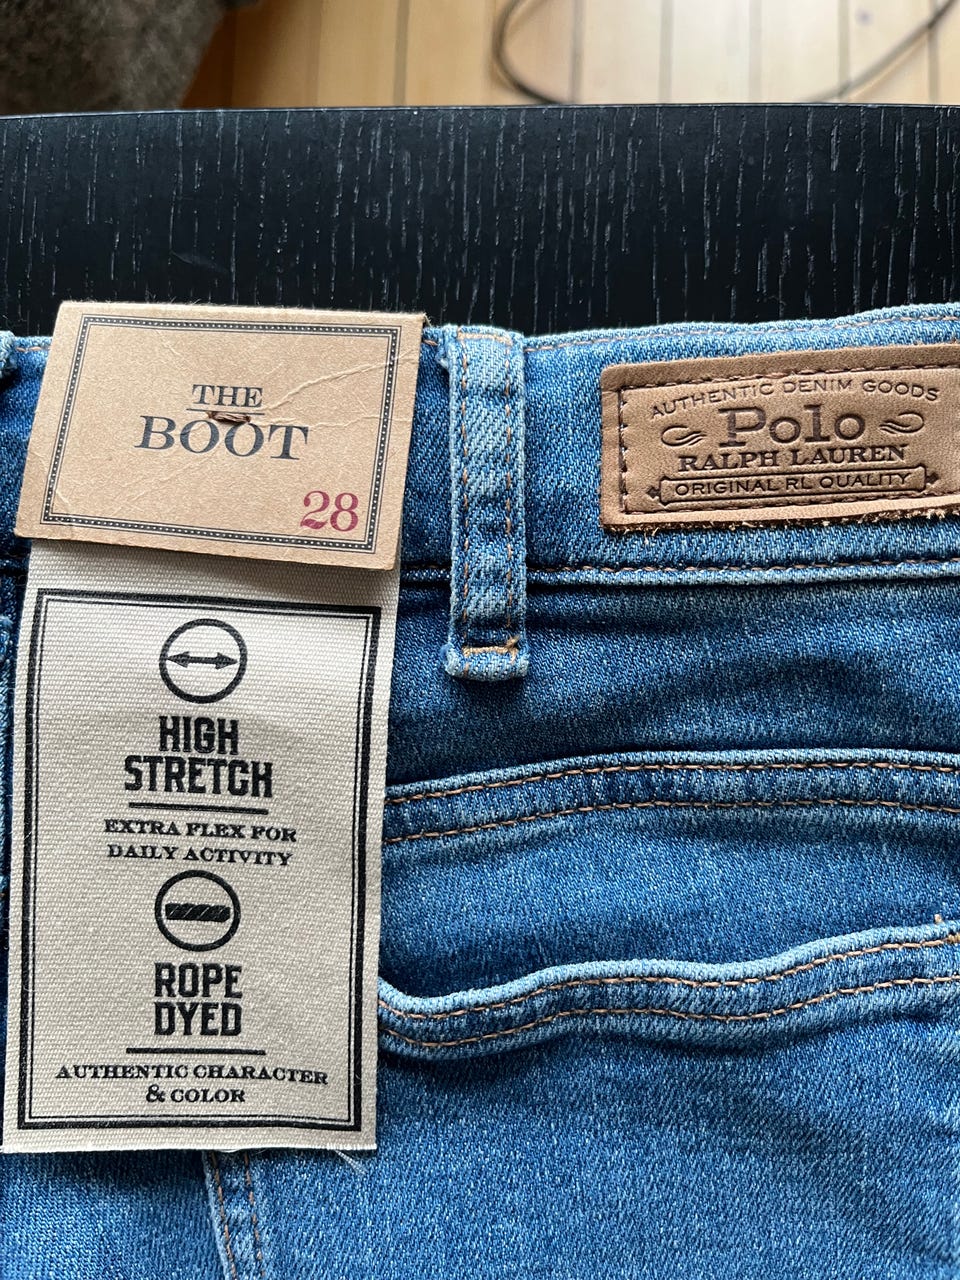 THE
BOOT
28
HIGH
STRETCH
EXTRA FLEX FOR
DAILY ACTIVITY
ROPE
DYED
AUTHENTIC CHARACTER
& COLOR
AUTHENTIC DENIM GOODS
Polo
RALPH LAUREN
ORIGINAL RL QUALITY